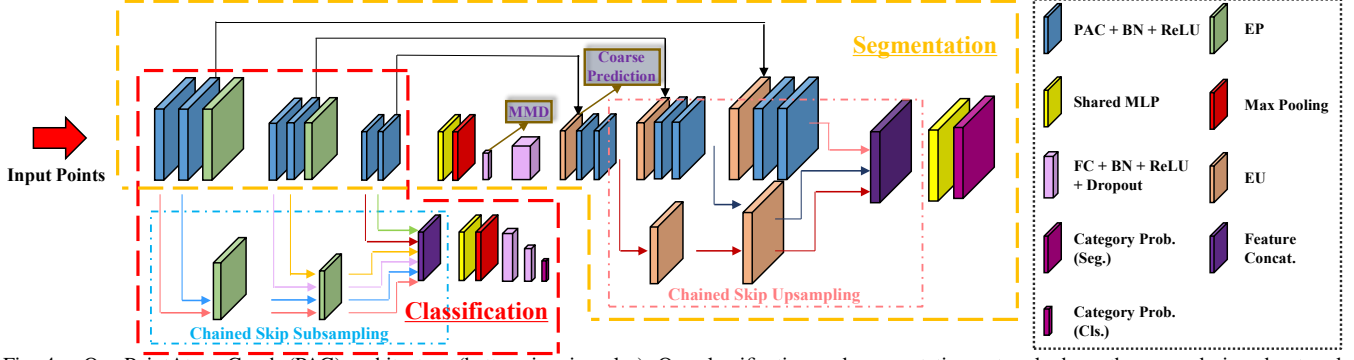 Segmentation
Coarse
Prediction
MMD
Input Points
Chained Skip Upsampling
Classification
Chained Skip Subsampling
PAC + BN + ReLU
EP
Shared MLP
Max Pooling
FC + BN + ReLU
+ Dropout
EU
Category Prob.
(Seg.)
Feature
Concat.
Category Prob.
(Cls.)